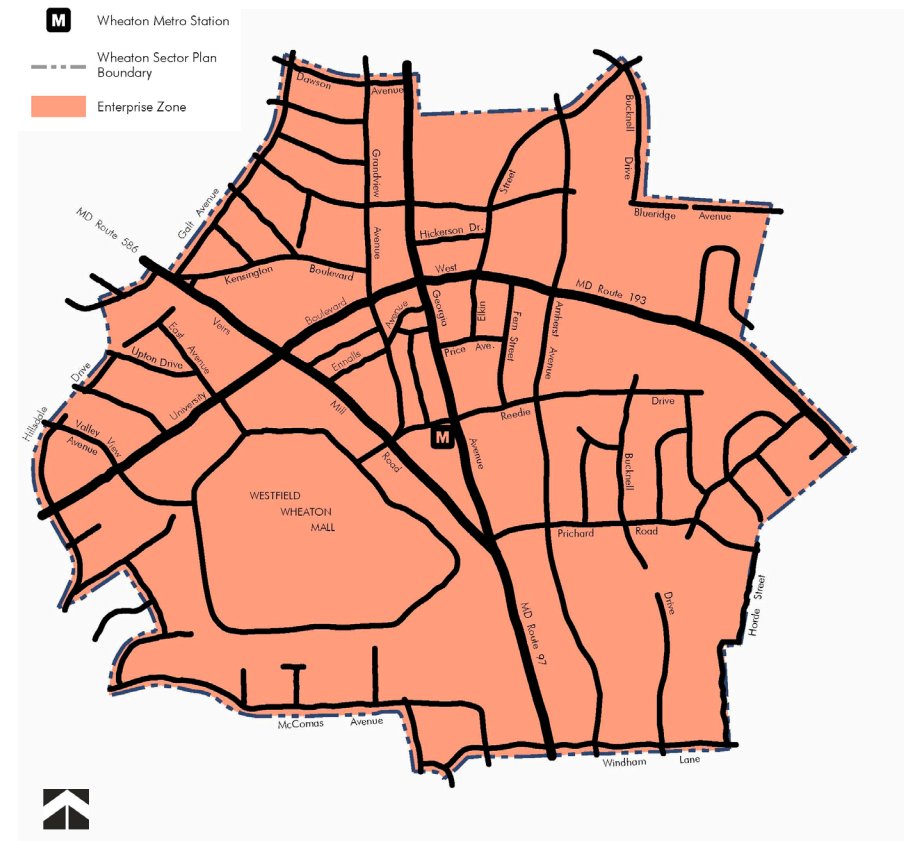 M Wheaton Metro Station
Wheaton Sector Plan
Boundary
Enterprise Zone
Dawson Avenue
Grandview Avenue
Street
Bucknell Drive
Blueridge Avenue
Galt Avenue
MD Route 586
Hickerson Dr.
Kensington Boulevard
West
MD Route 193
Boulevard
Avenue
Georgia
Elkin
Fern Street
Amherst Avenue
Veirs
East Avenue
Upton Drive
Ennalls
Price Ave.
Hillsdale Drive
University
Mill
Reedie Drive
Valley View
Avenue
M
Avenue
Road
Bucknell
WESTFIELD
WHEATON
MALL
Prichard Road
Drive
Horde Street
MD Route 97
McComas Avenue
Windham Lane